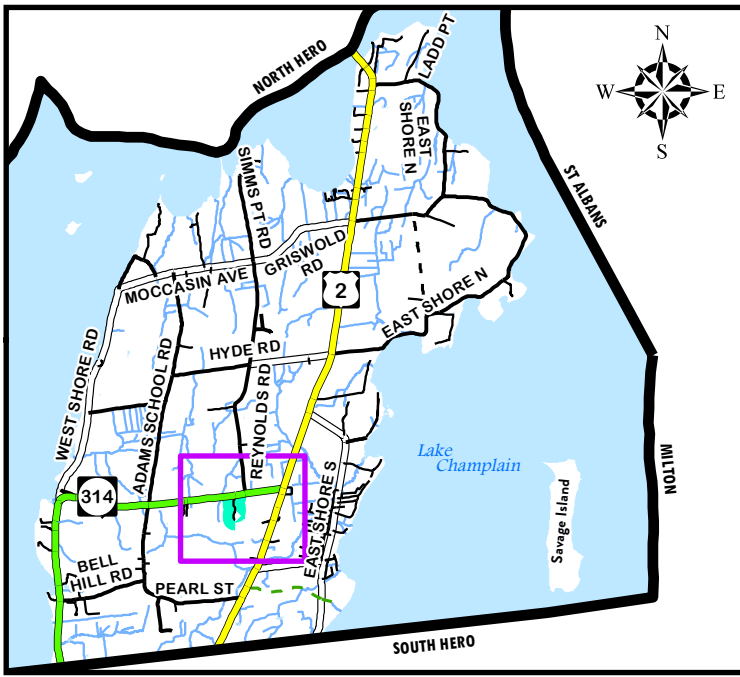 LADD PT
NORTH HERO
N
W
E
S
EAST
SHORE N
SIMMS PT RD
ST ALBANS
GRISWOLD
RD
MOCCASIN AVE
2
EAST SHORE N
HYDE RD
WEST SHORE RD
ADAMS SCHOOL RD
REYNOLDS RD
Lake
Champlain
MILTON
314
EAST SHORE S
Savage Island
BELL
HILL RD
PEARL ST
SOUTH HERO